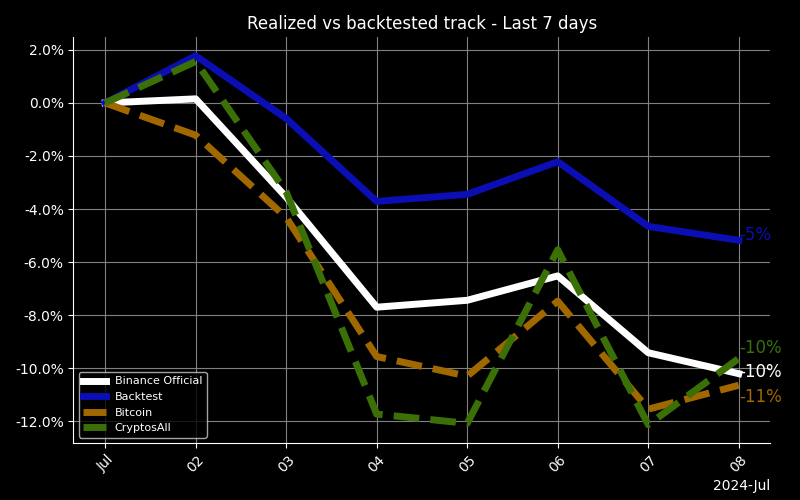 Realized vs backtested track - Last 7 days
2.0%
0.0%
-2.0%
-4.0%
-6.0%
-8.0%
-10.0%
-12.0%
-5%
-10%
-10%
-11%
Binance Official
Backtest
Bitcoin
CryptosAll
Jul
02
03
04
05
06
07
08
2024-Jul